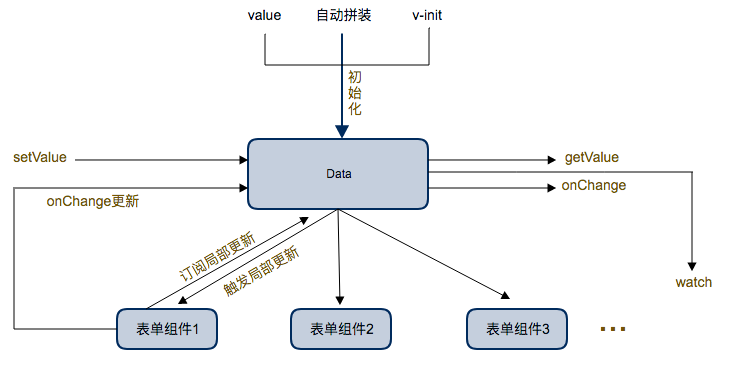 value
自动拼装
v-init
初始化
setValue
getValue
Data
onChange
onChange更新
订阅局部更新
触发局部更新
watch
表单组件1
表单组件2
表单组件3
...